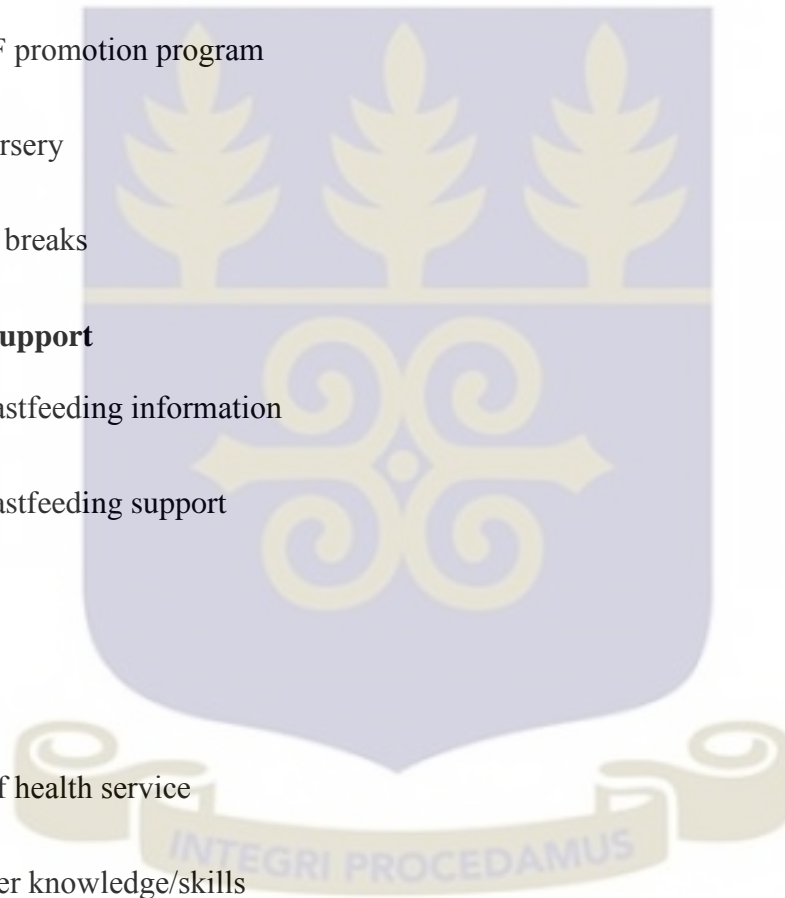 F promotion program
rsery
breaks
upport
astfeeding information
astfeeding support
f health service
INTEGRI PROCEDAMUS
er knowledge/skills